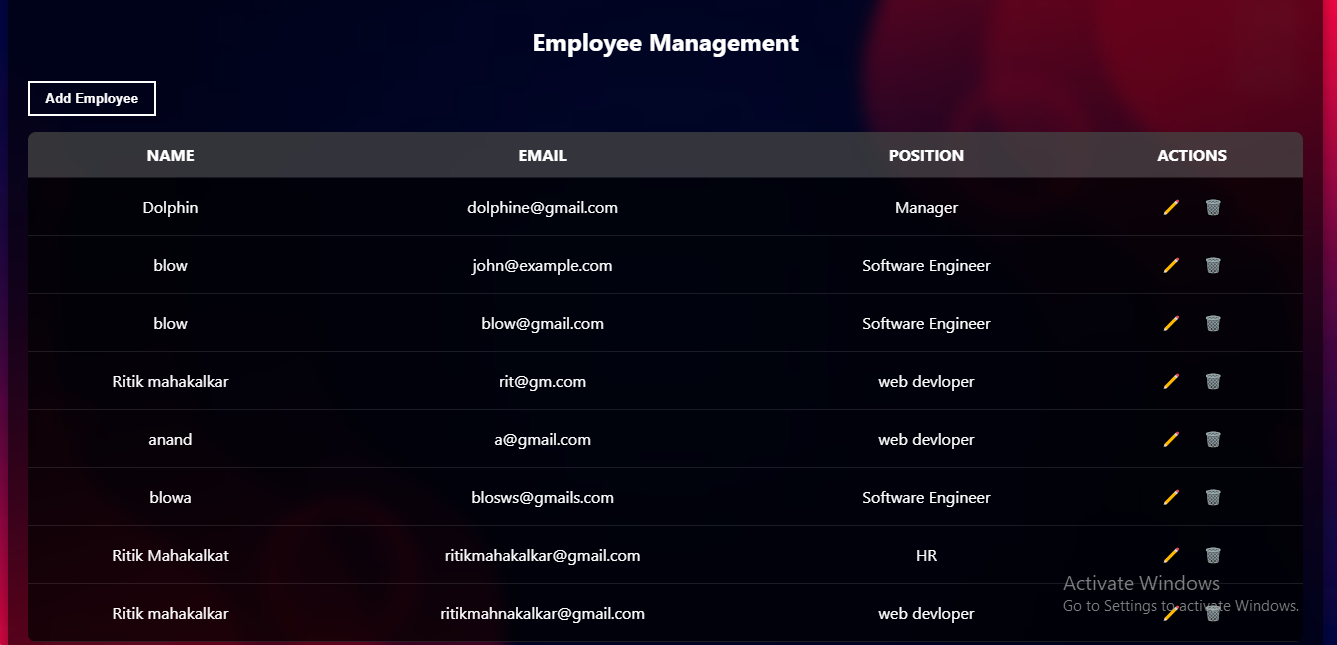 Employee Management
Add Employee
NAME EMAIL POSITION ACTIONS
Dolphin dolphine@gmail.com Manager
blow john@example.com Software Engineer
blow blow@gmail.com Software Engineer
Ritik mahakalkar rit@gm.com web devloper
anand a@gmail.com web devloper
blowa blosws@gmails.com Software Engineer
Ritik Mahakalkat ritikmahakalkar@gmail.com HR
Activate Windows
Go to Settings to activate Windows.
Ritik mahakalkar ritikmahnakalkar@gmail.com web devloper